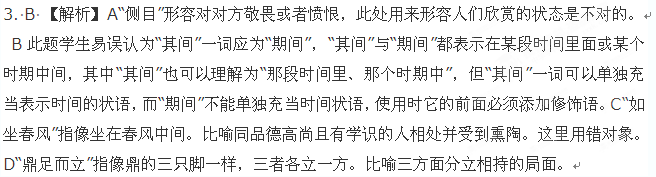 3.·B·【解析】A“侧目”形容对对方敬畏或者愤恨，此处用来形容人们欣赏的状态是不对的。
B 此题学生易误认为“其间”一词应为“期间”，“其间”与“期间”都表示在某段时间里面或某个
时期中间，其中“其间”也可以理解为“那段时间里、那个时期中”，但“其间”一词可以单独充
当表示时间的状语，而“期间”不能单独充当时间状语，使用时它的前面必须添加修饰语。C“如
坐春风”指像坐在春风中间。比喻同品德高尚且有学识的人相处并受到熏陶。这里用错对象。
D“鼎足而立”指像鼎的三只脚一样，三者各立一方。比喻三方面分立相持的局面。